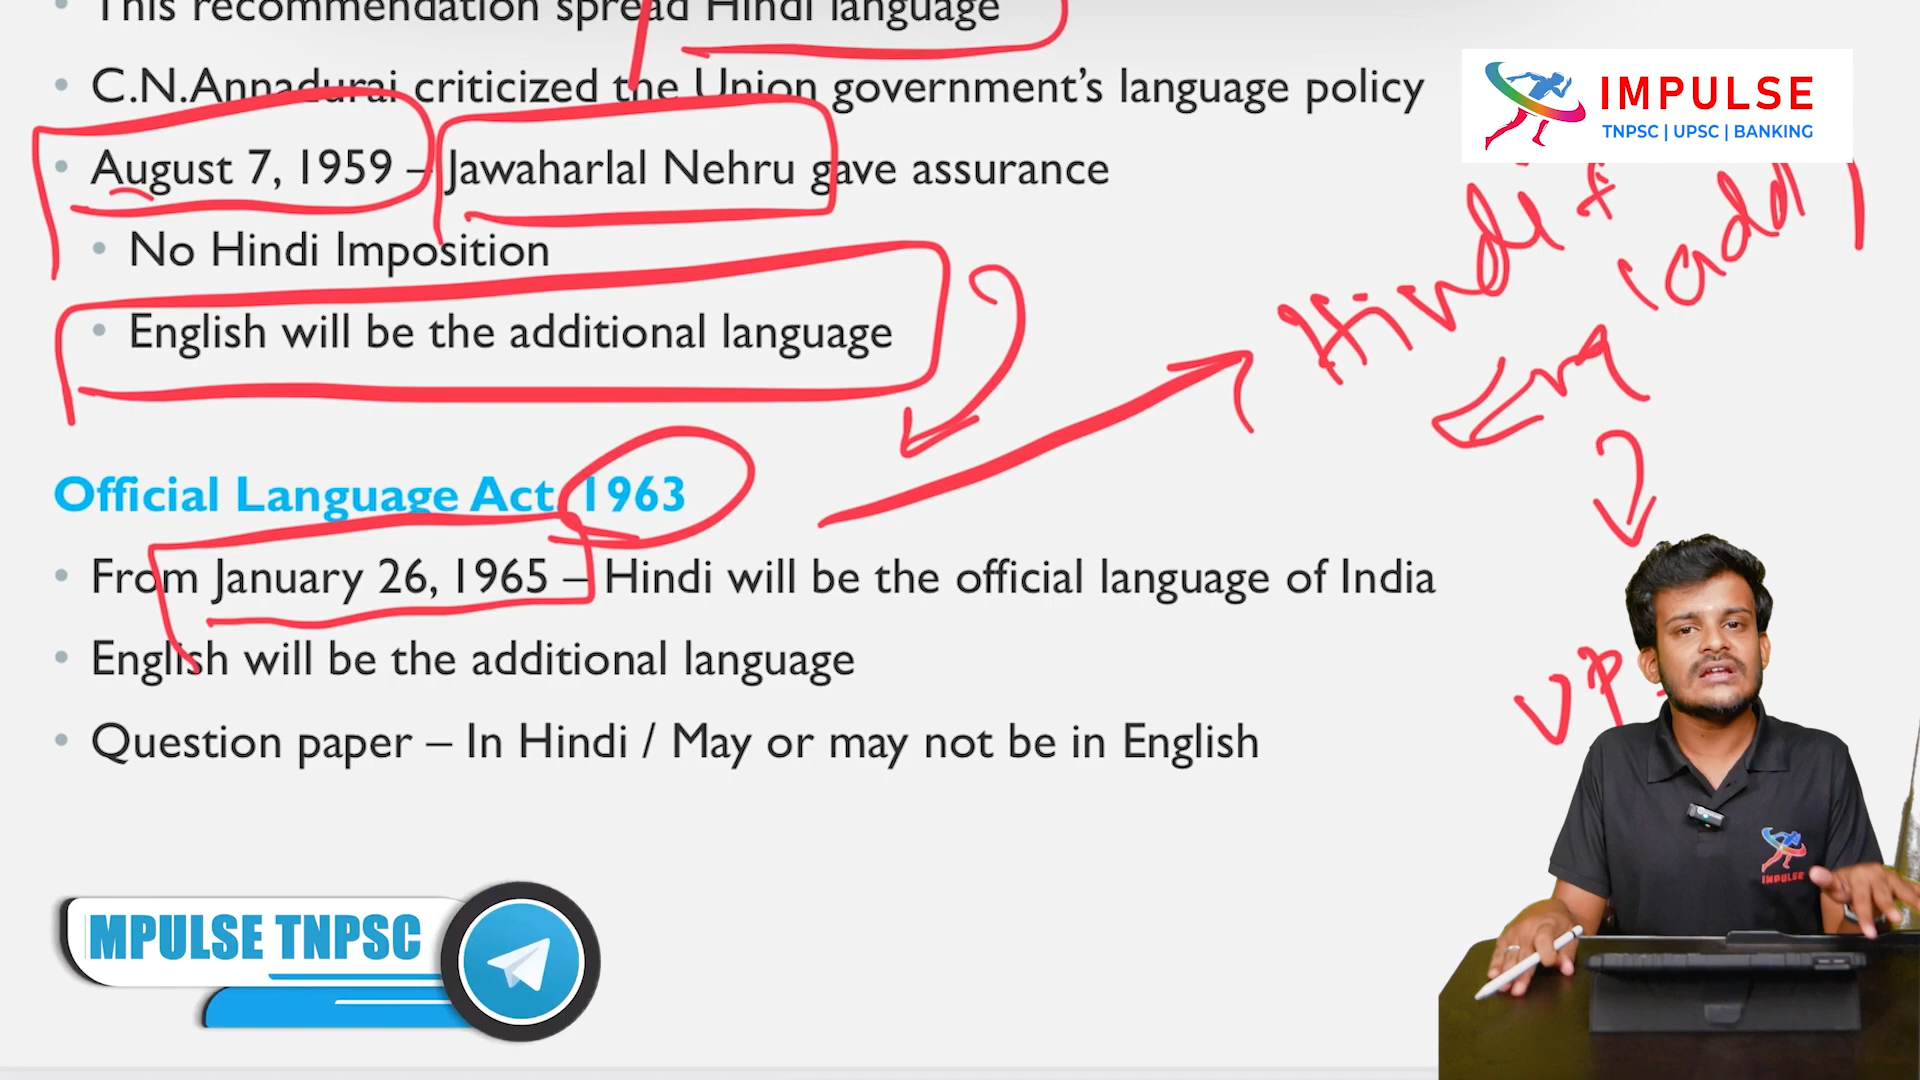 This recommendation spread Hindi language
• C.N.Annadurai criticized the Union government's language policy
• August 7, 1959 – Jawaharlal Nehru gave assurance
• No Hindi Imposition
• English will be the additional language
Official Language Act, 1963
• From January 26, 1965 – Hindi will be the official language of India
• English will be the additional language
• Question paper – In Hindi / May or may not be in English
IMPULSE
TNPSC | UPSC | BANKING
Hindi +
Eng (add)
UP
IMPULSE
MPULSE TNPSC